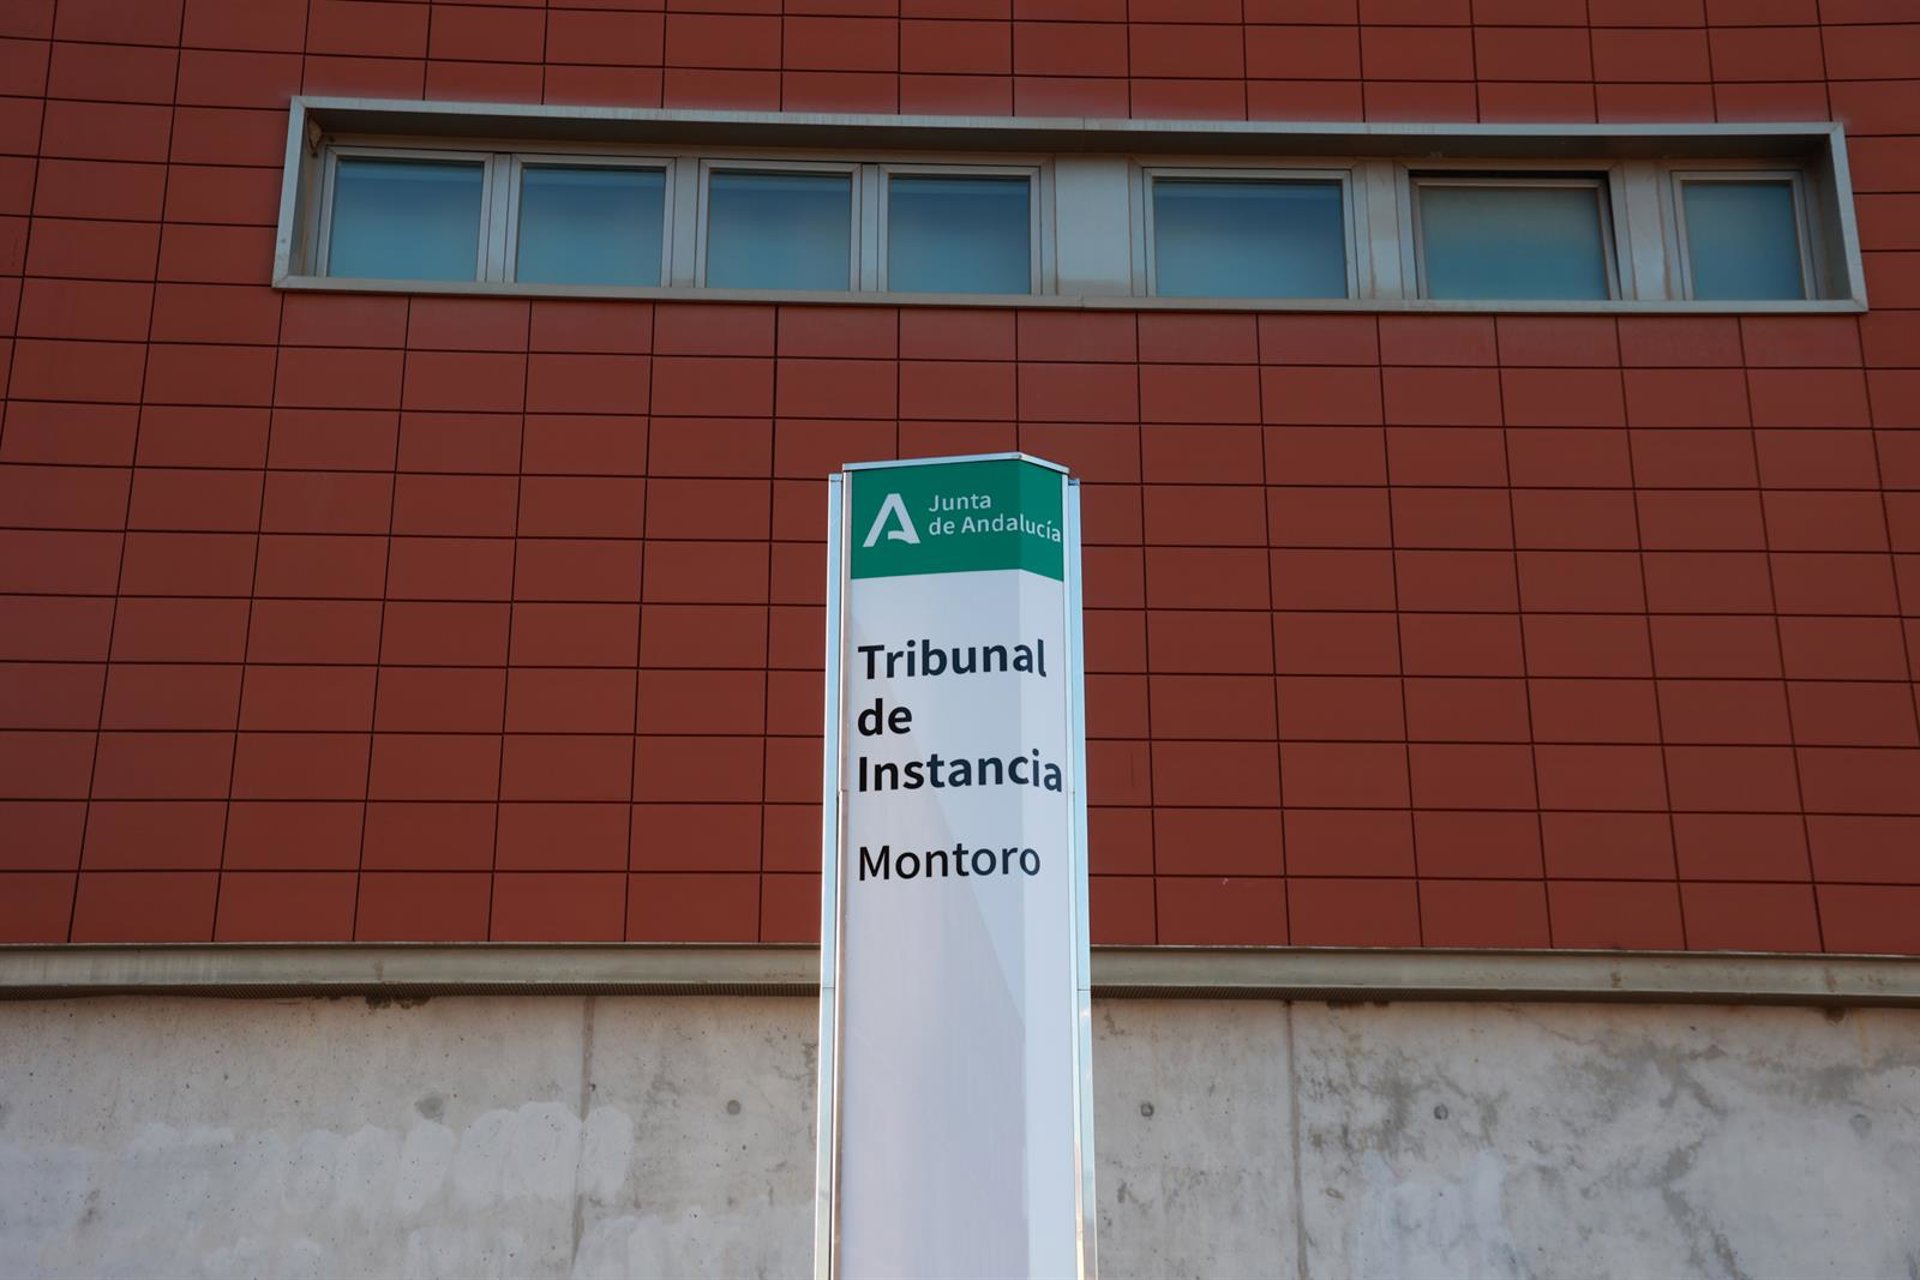 Junta
de Andalucía
Tribunal
de
Instancia
Montoro